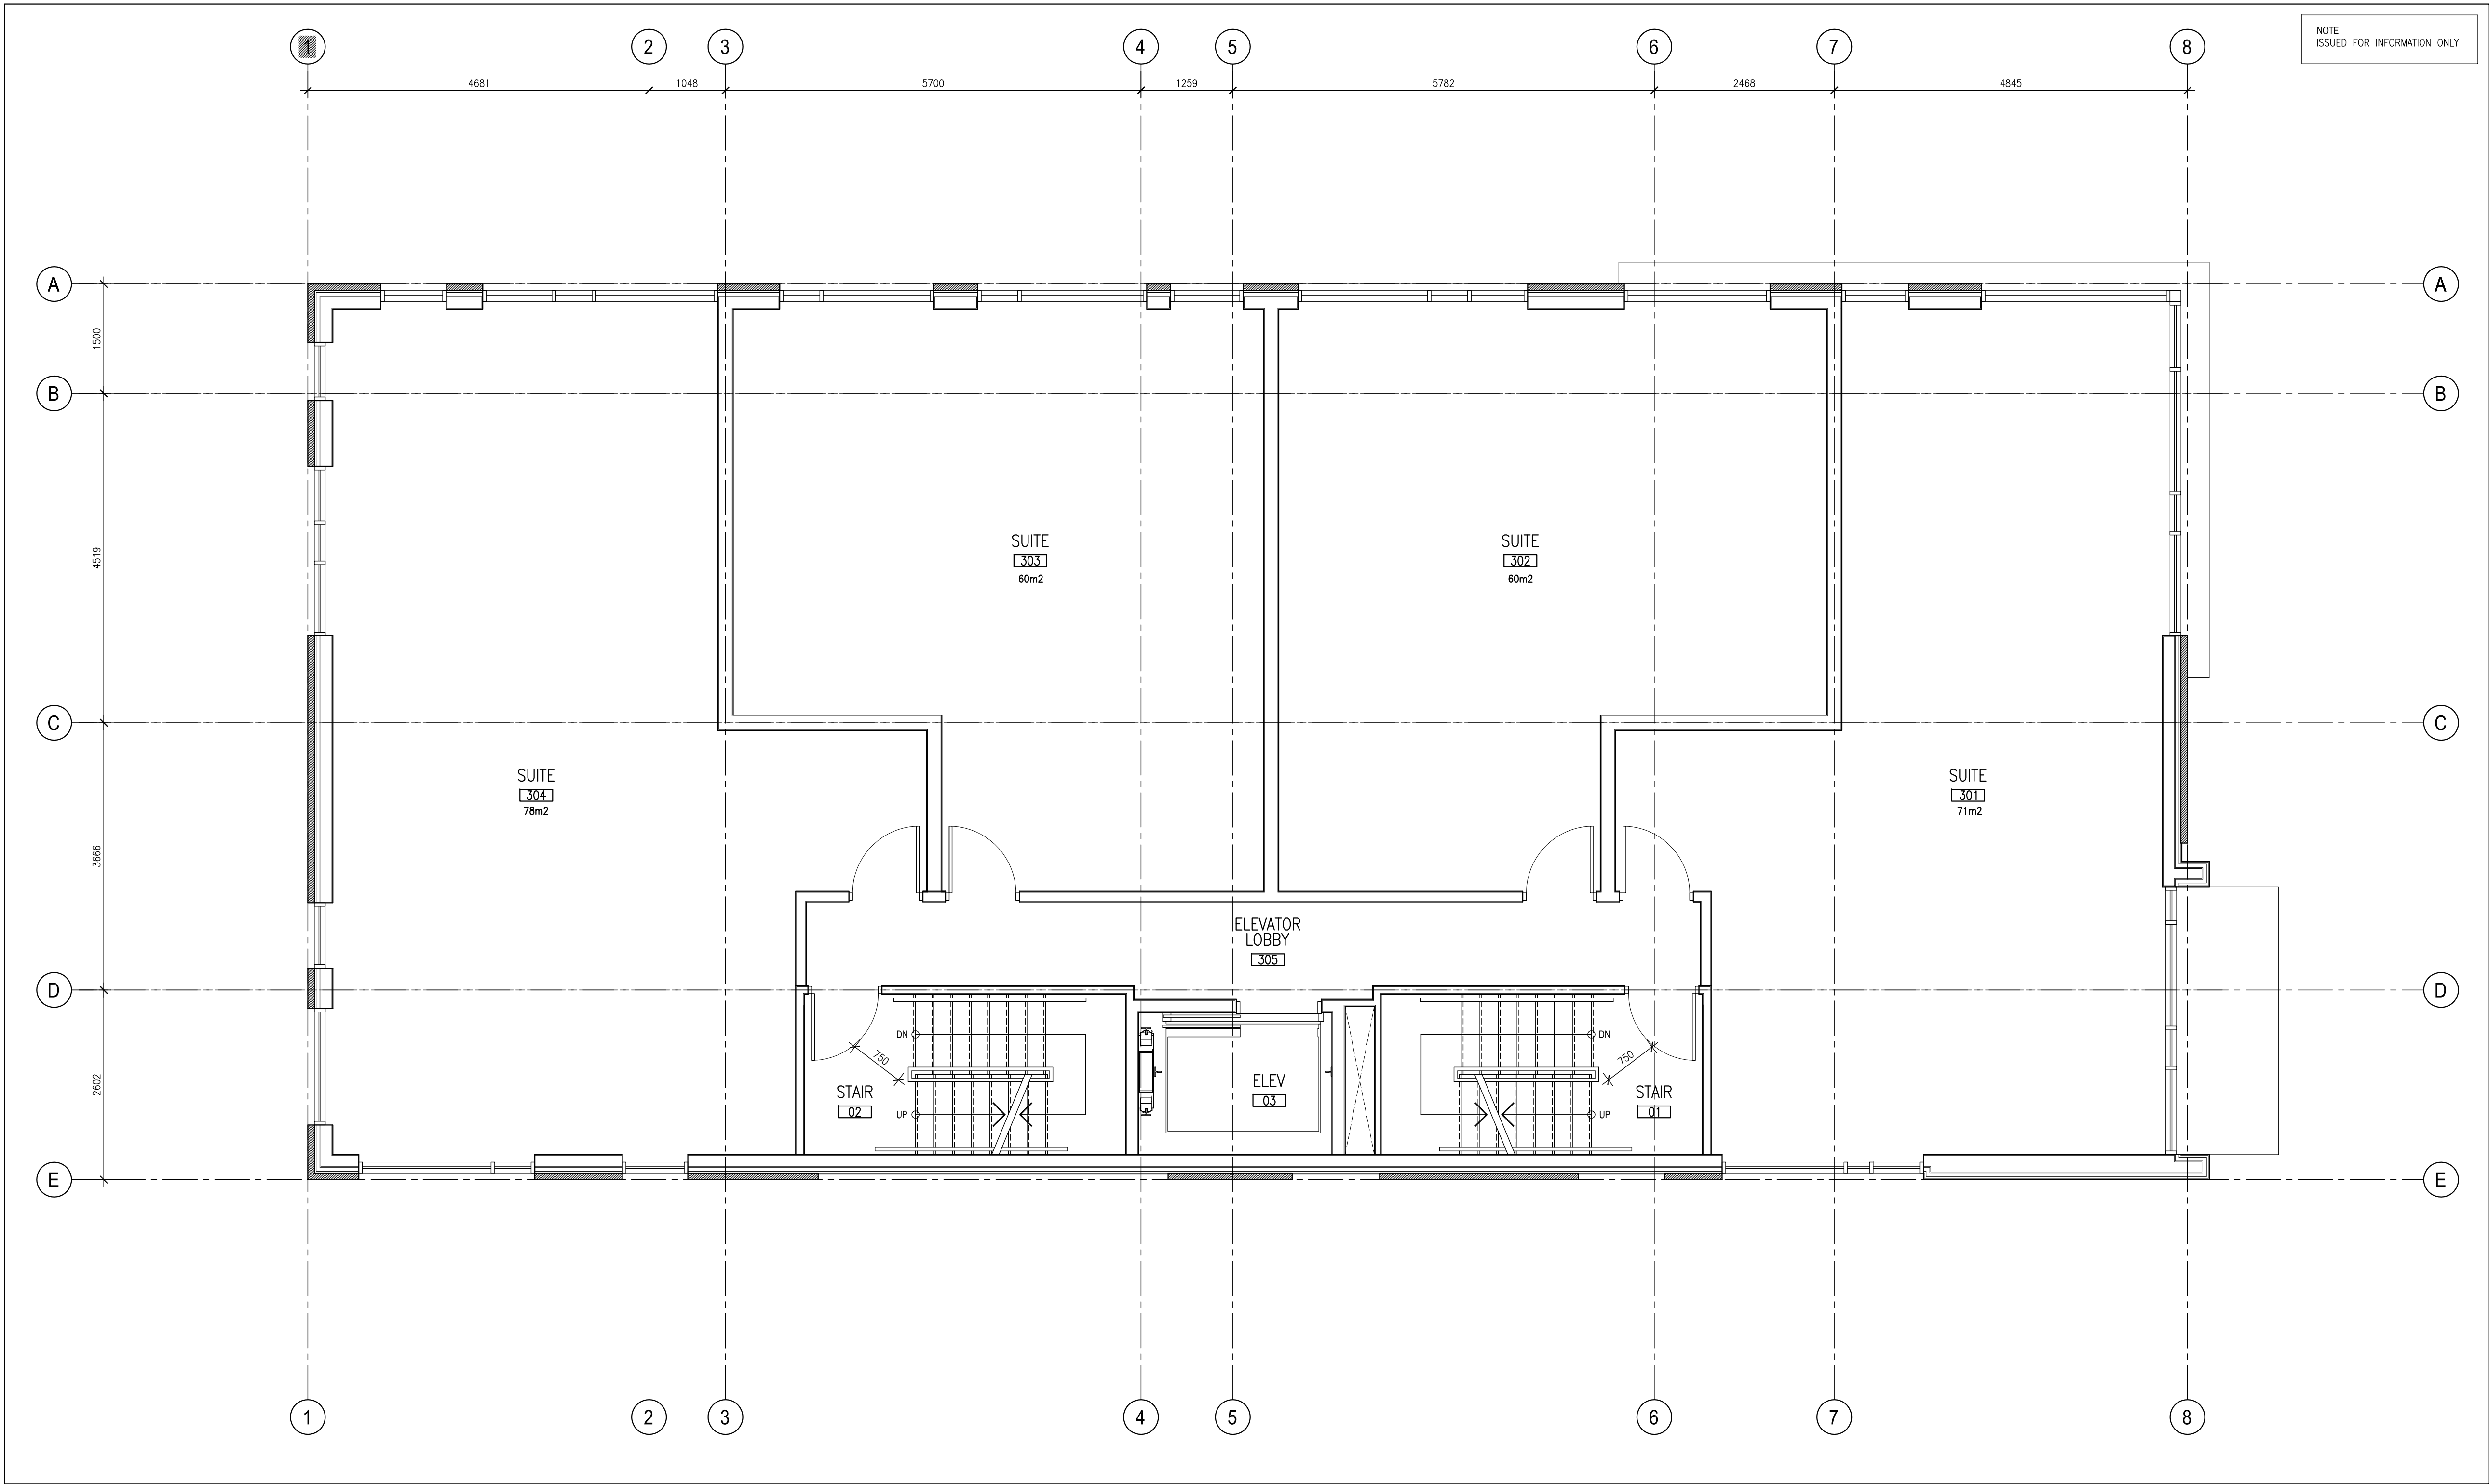 NOTE:
ISSUED FOR INFORMATION ONLY
1 2 3 4 5 6 7 8
4681 1048 5700 1259 5782 2468 4845
A A
1500
B B
4519
SUITE SUITE
303 302
60m2 60m2
C C
SUITE SUITE
304 301
78m2 71m2
3666
ELEVATOR
LOBBY
305
D D
DN DN
750 750
2602
STAIR ELEV STAIR
02 03 01
UP UP
E E
1 2 3 4 5 6 7 8